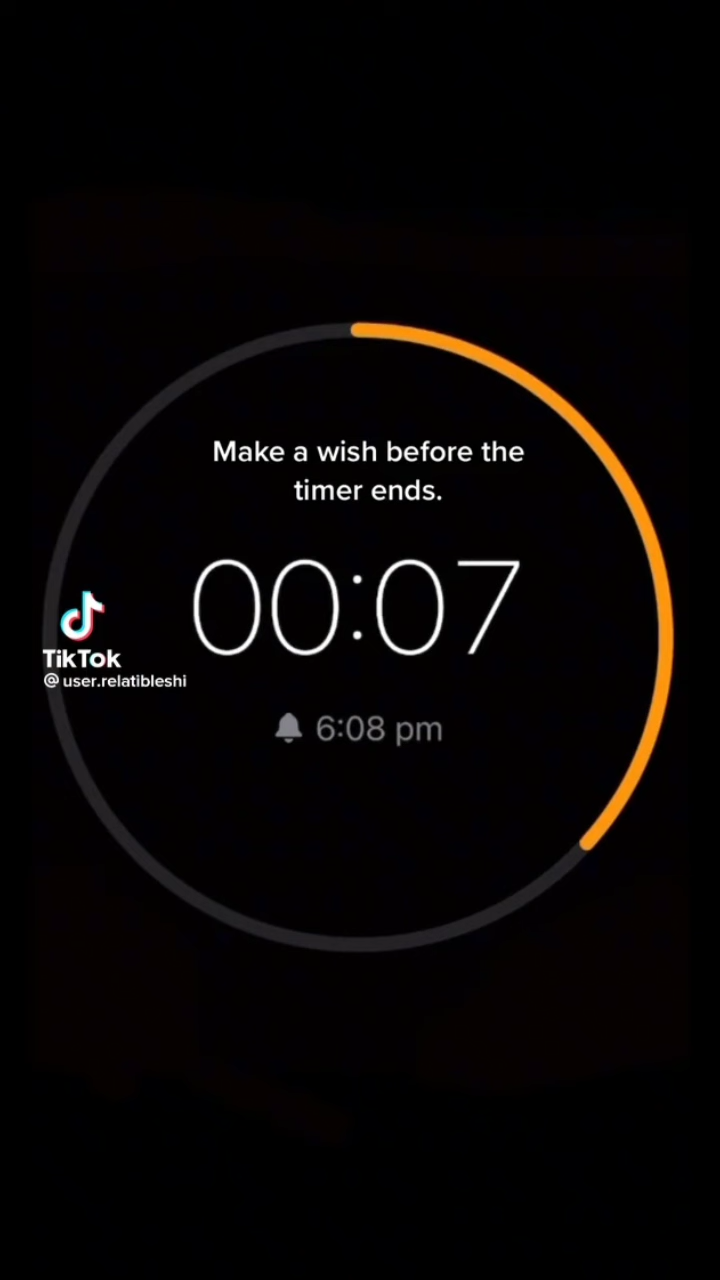 Make a wish before the
timer ends.
00:07
6:08 pm
TikTok
@ user.relatibleshi